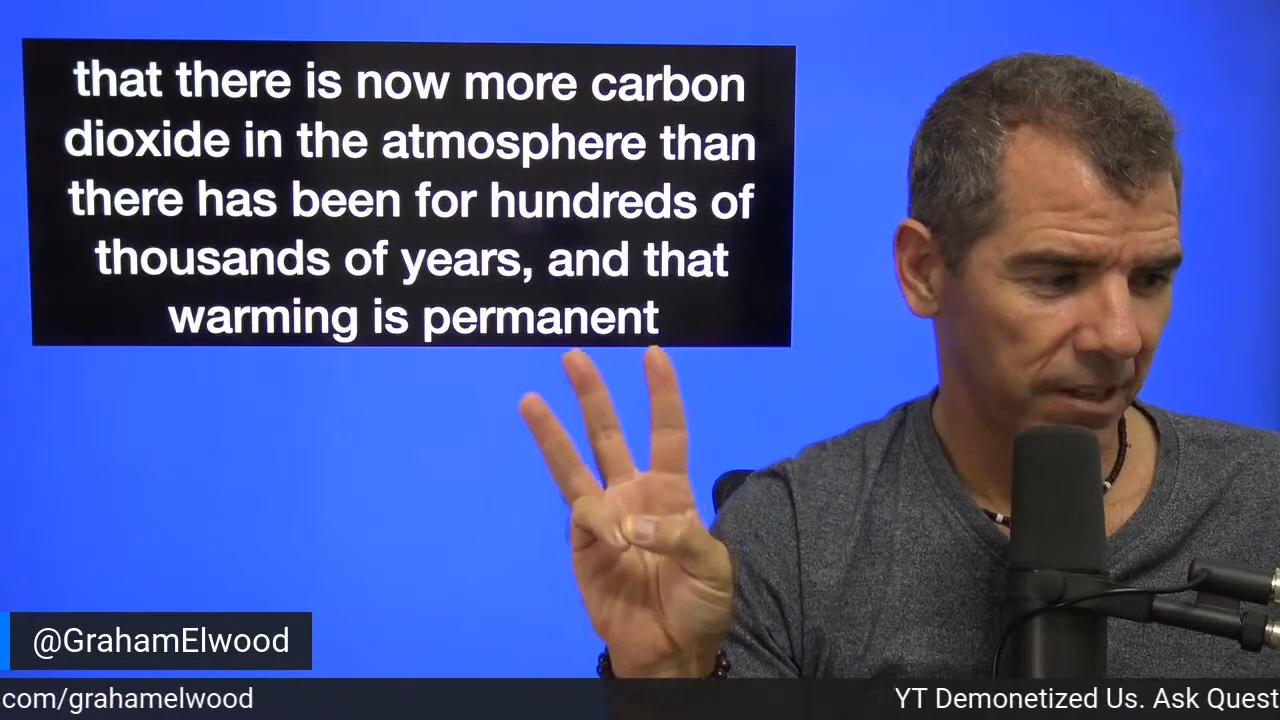 that there is now more carbon
dioxide in the atmosphere than
there has been for hundreds of
thousands of years, and that
warming is permanent
@GrahamElwood
com/grahamelwood
YT Demonetized Us. Ask Quest